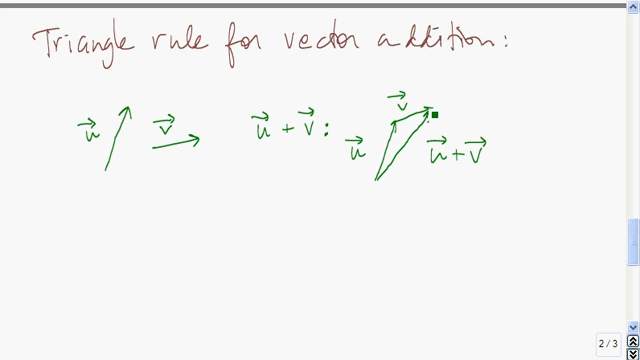 Triangle rule for vector addition:
u⃗ v⃗ u⃗ + v⃗ : u⃗ v⃗ u⃗ + v⃗
2 / 3